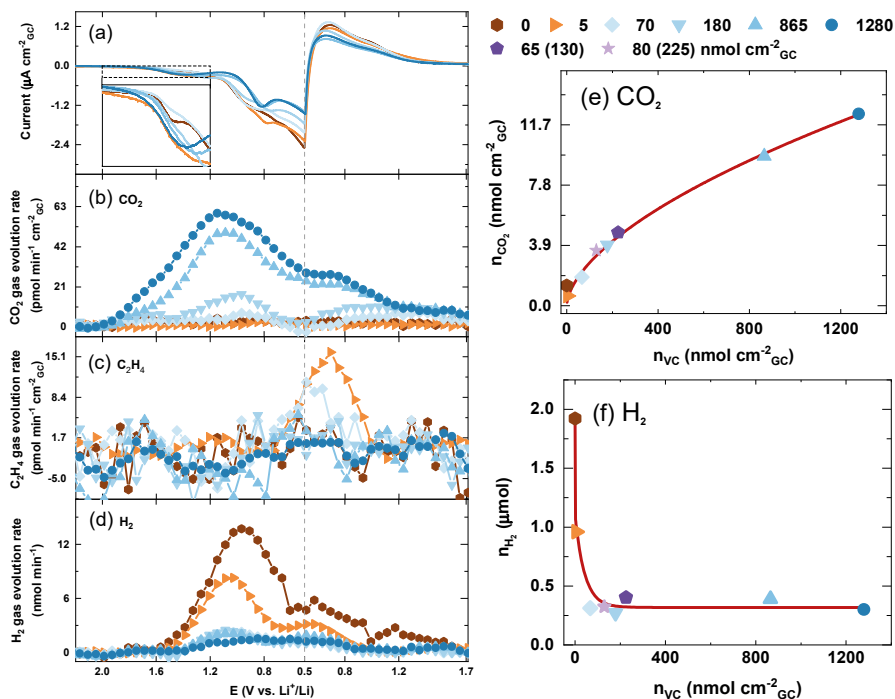 0 5 70 180 865 1280
65 (130) 80 (225) nmol cm⁻²GC
(a)
Current (µA cm⁻²GC)
1.2
0.0
-1.2
-2.4
(b) CO₂
CO₂ gas evolution rate
(pmol min⁻¹ cm⁻²GC)
63
42
21
0
(c) C₂H₄
C₂H₄ gas evolution rate
(pmol min⁻¹ cm⁻²GC)
15.1
8.4
1.7
-5.0
(d) H₂
H₂ gas evolution rate
(nmol min⁻¹)
12
8
4
0
2.0 1.6 1.2 0.8 0.5 0.8 1.2 1.7
E (V vs. Li⁺/Li)
(e) CO₂
nCO₂ (nmol cm⁻²GC)
11.7
7.8
3.9
0.0
0 400 800 1200
nVC (nmol cm⁻²GC)
(f) H₂
nH₂ (µmol)
2.0
1.5
1.0
0.5
0.0
0 400 800 1200
nVC (nmol cm⁻²GC)